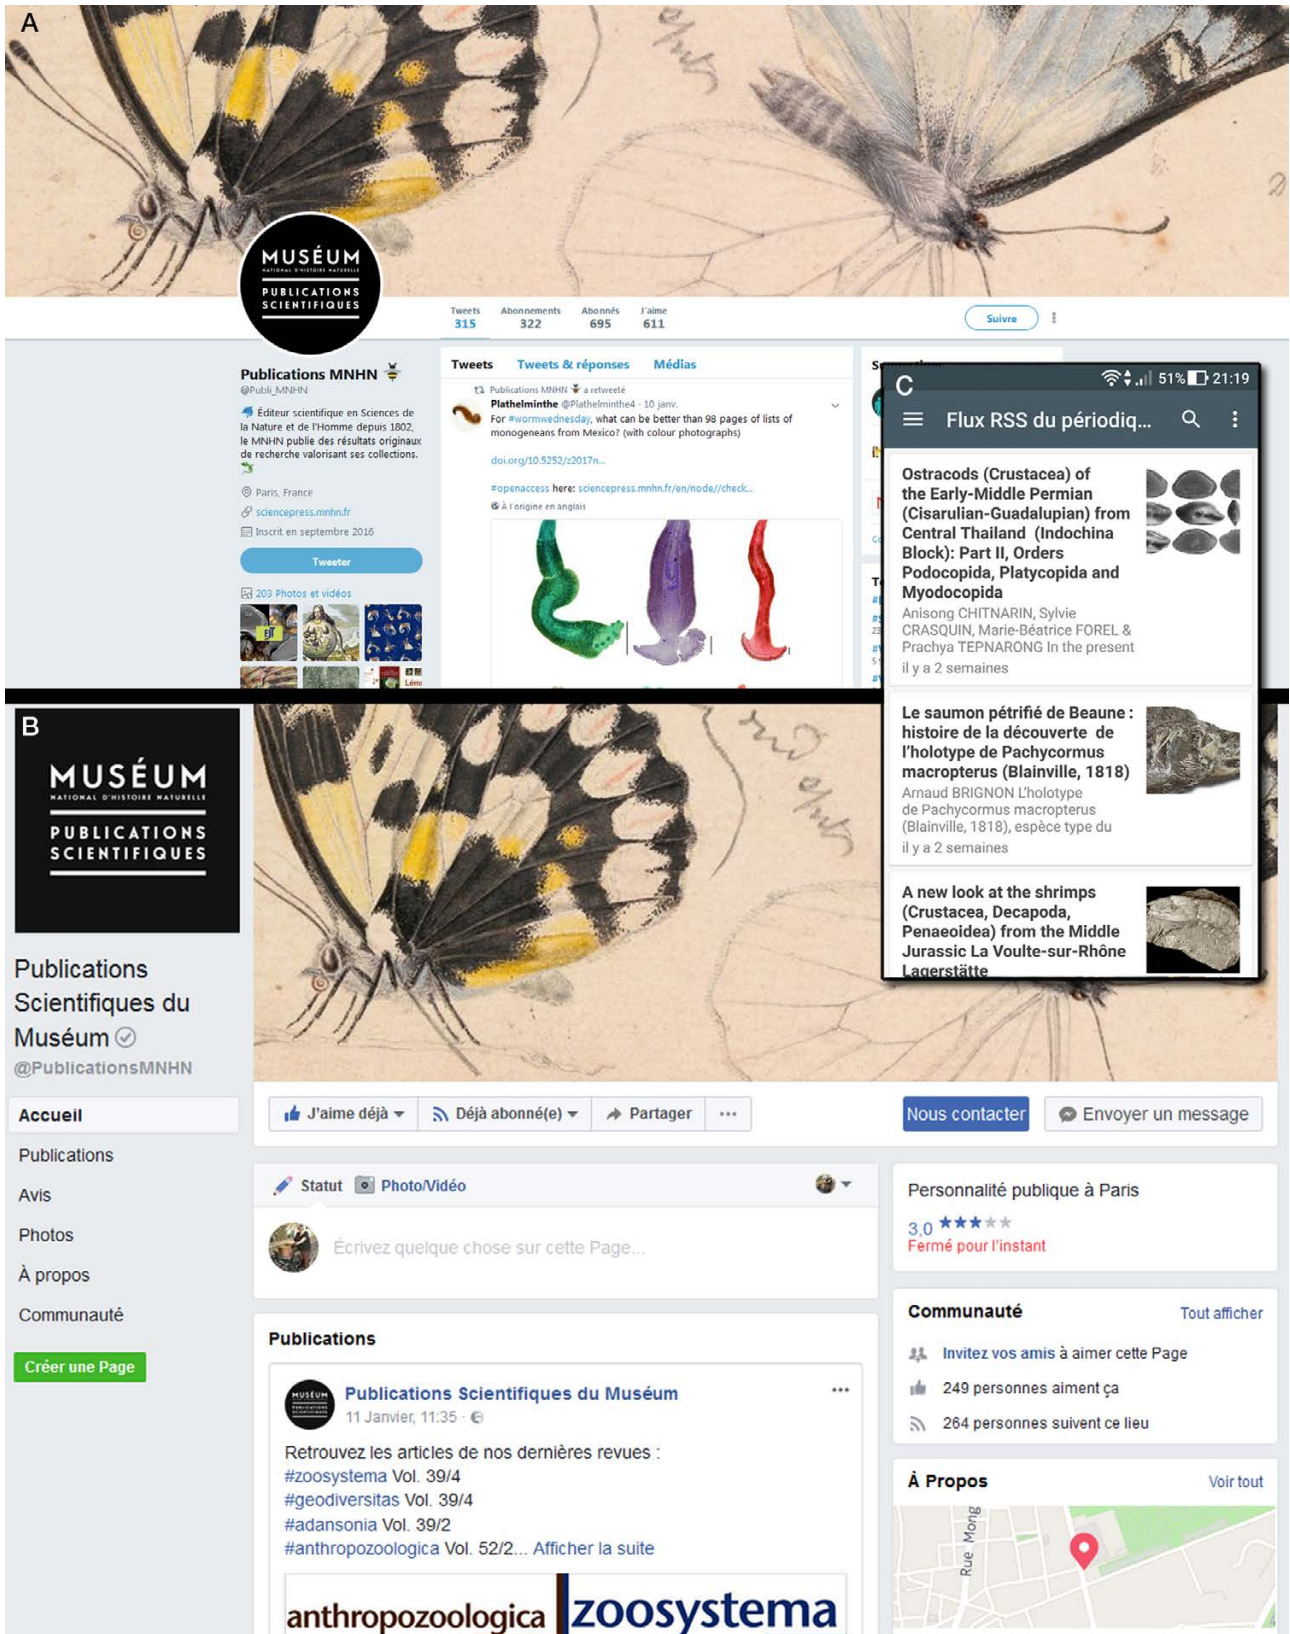 A
MUSÉUM
NATIONAL D'HISTOIRE NATURELLE
PUBLICATIONS
SCIENTIFIQUES
Tweets Abonnements Abonnés J'aime
315 322 695 611
Suivre
Publications MNHN
@Publi_MNHN
Éditeur scientifique en Sciences de
la Nature et de l'Homme depuis 1802,
le MNHN publie des résultats originaux
de recherche valorisant ses collections.
Paris, France
sciencepress.mnhn.fr
Inscrit en septembre 2016
Tweeter
203 Photos et vidéos
Tweets Tweets & réponses Médias
Publications MNHN a retweeté
Plathelminthe @Plathelminthe4 · 10 janv.
For #wormwednesday, what can be better than 98 pages of lists of
monogeneans from Mexico? (with colour photographs)
doi.org/10.5252/z2017n...
#openaccess here: sciencepress.mnhn.fr/en/node//check...
À l'origine en anglais
C
51% 21:19
Flux RSS du périodiq...
Ostracods (Crustacea) of
the Early-Middle Permian
(Cisarulian-Guadalupian) from
Central Thailand (Indochina
Block): Part II, Orders
Podocopida, Platycopida and
Myodocopida
Anisong CHITNARIN, Sylvie
CRASQUIN, Marie-Béatrice FOREL &
Prachya TEPNARONG In the present
il y a 2 semaines
Le saumon pétrifié de Beaune :
histoire de la découverte de
l'holotype de Pachycormus
macropterus (Blainville, 1818)
Arnaud BRIGNON L'holotype
de Pachycormus macropterus
(Blainville, 1818), espèce type du
il y a 2 semaines
A new look at the shrimps
(Crustacea, Decapoda,
Penaeoidea) from the Middle
Jurassic La Voulte-sur-Rhône
Lagerstätte
B
MUSÉUM
NATIONAL D'HISTOIRE NATURELLE
PUBLICATIONS
SCIENTIFIQUES
Publications
Scientifiques du
Muséum
@PublicationsMNHN
Accueil
Publications
Avis
Photos
À propos
Communauté
Créer une Page
J'aime déjà
Déjà abonné(e)
Partager
Nous contacter
Envoyer un message
Statut Photo/Vidéo
Écrivez quelque chose sur cette Page...
Publications
MUSÉUM
Publications Scientifiques du Muséum
11 Janvier, 11:35 ·
Retrouvez les articles de nos dernières revues :
#zoosystema Vol. 39/4
#geodiversitas Vol. 39/4
#adansonia Vol. 39/2
#anthropozoologica Vol. 52/2... Afficher la suite
anthropozoologica zoosystema
Personnalité publique à Paris
3,0
Fermé pour l'instant
Communauté Tout afficher
Invitez vos amis à aimer cette Page
249 personnes aiment ça
264 personnes suivent ce lieu
À Propos Voir tout
Rue Mong